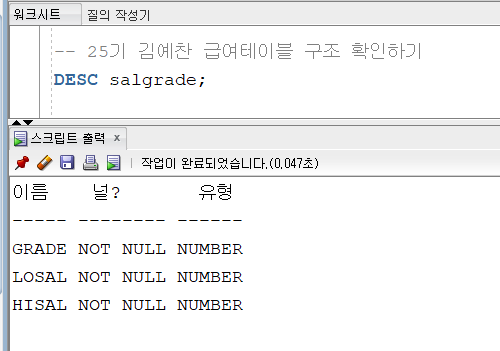 워크시트 질의 작성기
-- 25기 김예찬 급여테이블 구조 확인하기
DESC salgrade;
스크립트 출력 x
작업이 완료되었습니다.(0,047초)
이름 널? 유형
----- -------- ------
GRADE NOT NULL NUMBER
LOSAL NOT NULL NUMBER
HISAL NOT NULL NUMBER